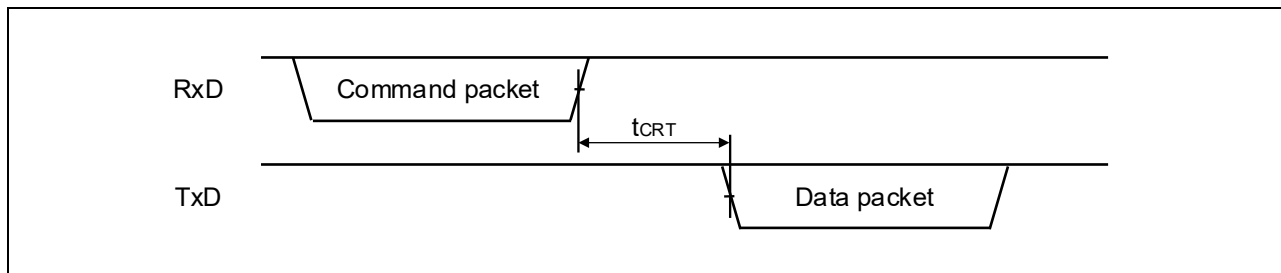 RxD
Command packet
tCRT
TxD
Data packet